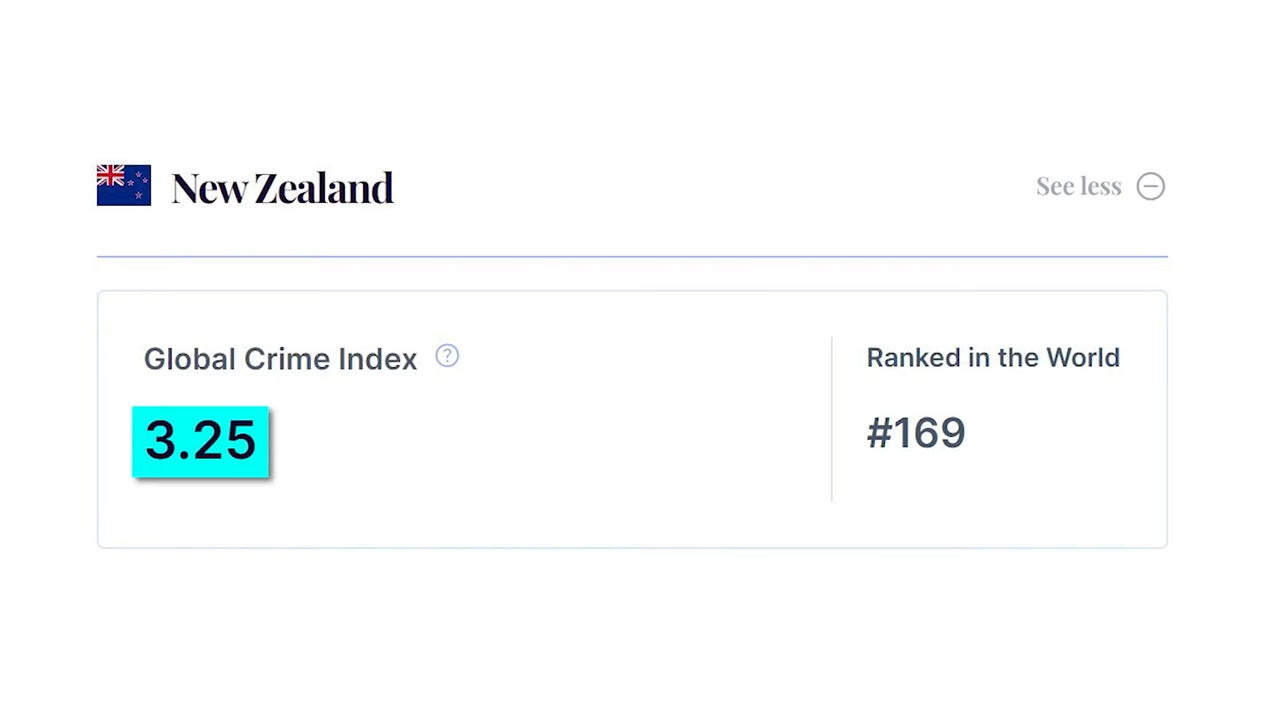 New Zealand
See less
Global Crime Index
Ranked in the World
3.25
#169